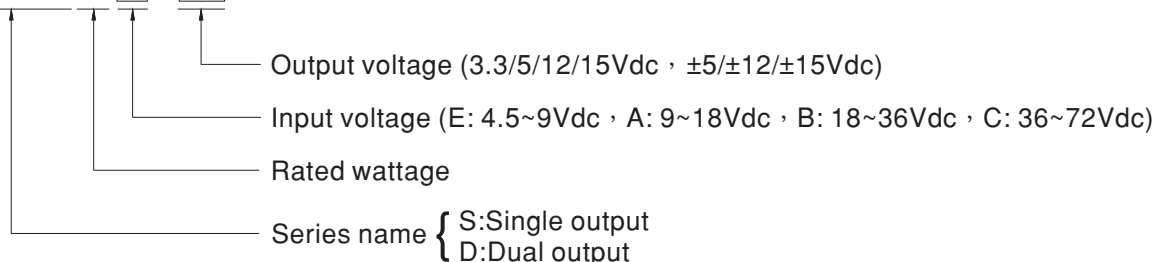 Output voltage (3.3/5/12/15Vdc，±5/±12/±15Vdc)
Input voltage (E: 4.5~9Vdc，A: 9~18Vdc，B: 18~36Vdc，C: 36~72Vdc)
Rated wattage
Series name { S:Single output
D:Dual output